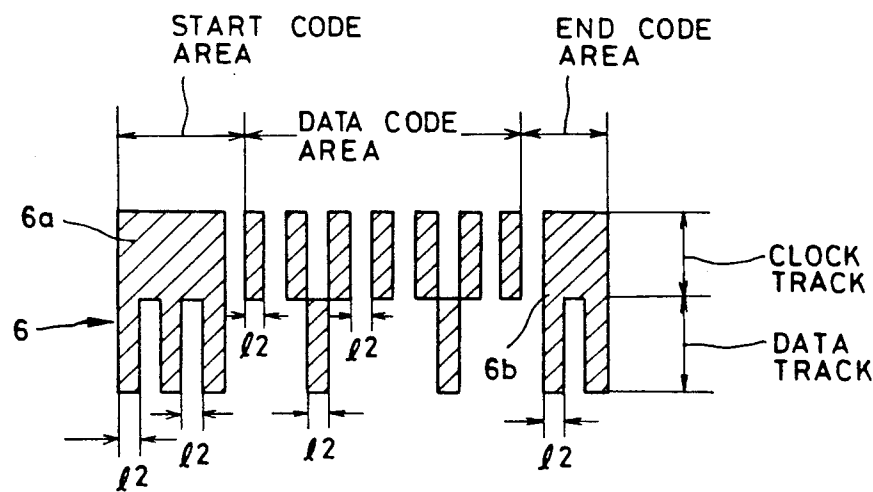 START CODE
AREA
END CODE
AREA
DATA CODE
AREA
6a
CLOCK
TRACK
6
ℓ2
ℓ2
6b
DATA
TRACK
ℓ2
ℓ2
ℓ2
ℓ2